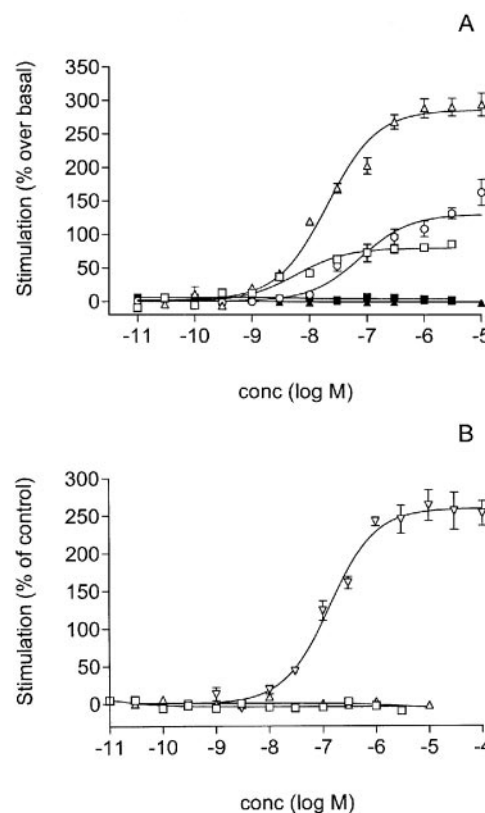 A
350
300
250
200
150
100
50
0
Stimulation (% over basal)
-11 -10 -9 -8 -7 -6 -5
conc (log M)
B
300
250
200
150
100
50
0
Stimulation (% of control)
-11 -10 -9 -8 -7 -6 -5 -4
conc (log M)